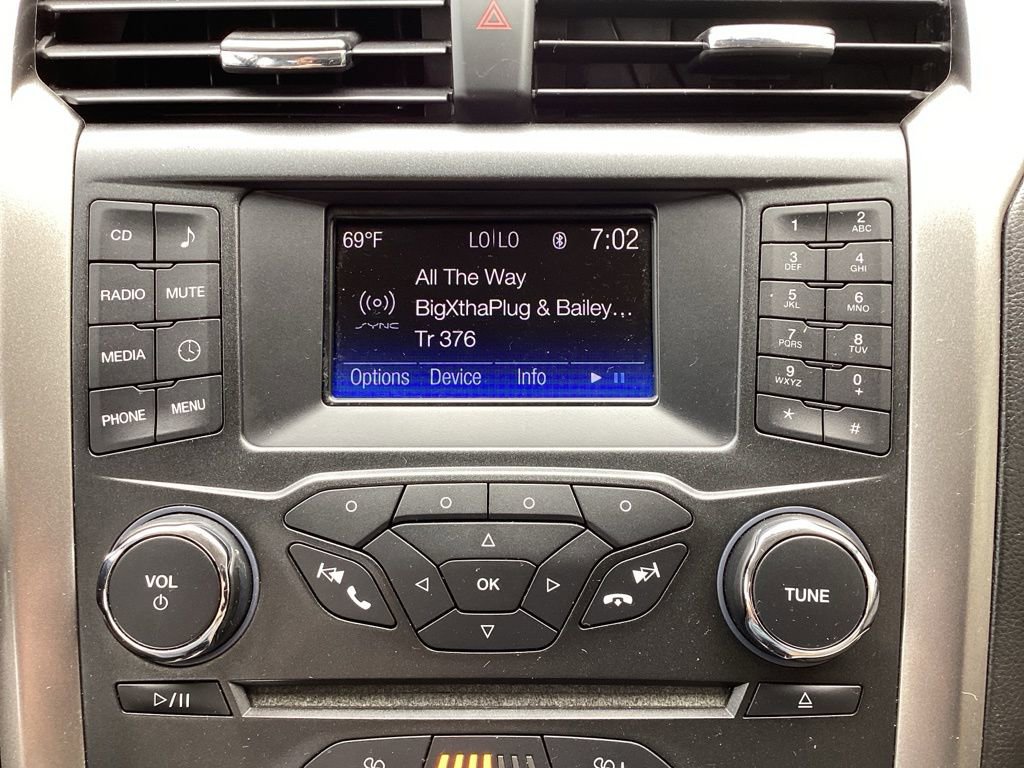 69°F LO LO 7:02
All The Way
BigXthaPlug & Bailey...
Tr 376
SYNC
Options Device Info
CD
RADIO MUTE
MEDIA
PHONE MENU
1 2 ABC
3 DEF 4 GHI
5 JKL 6 MNO
7 PQRS 8 TUV
9 WXYZ 0 +
* #
VOL
OK
TUNE